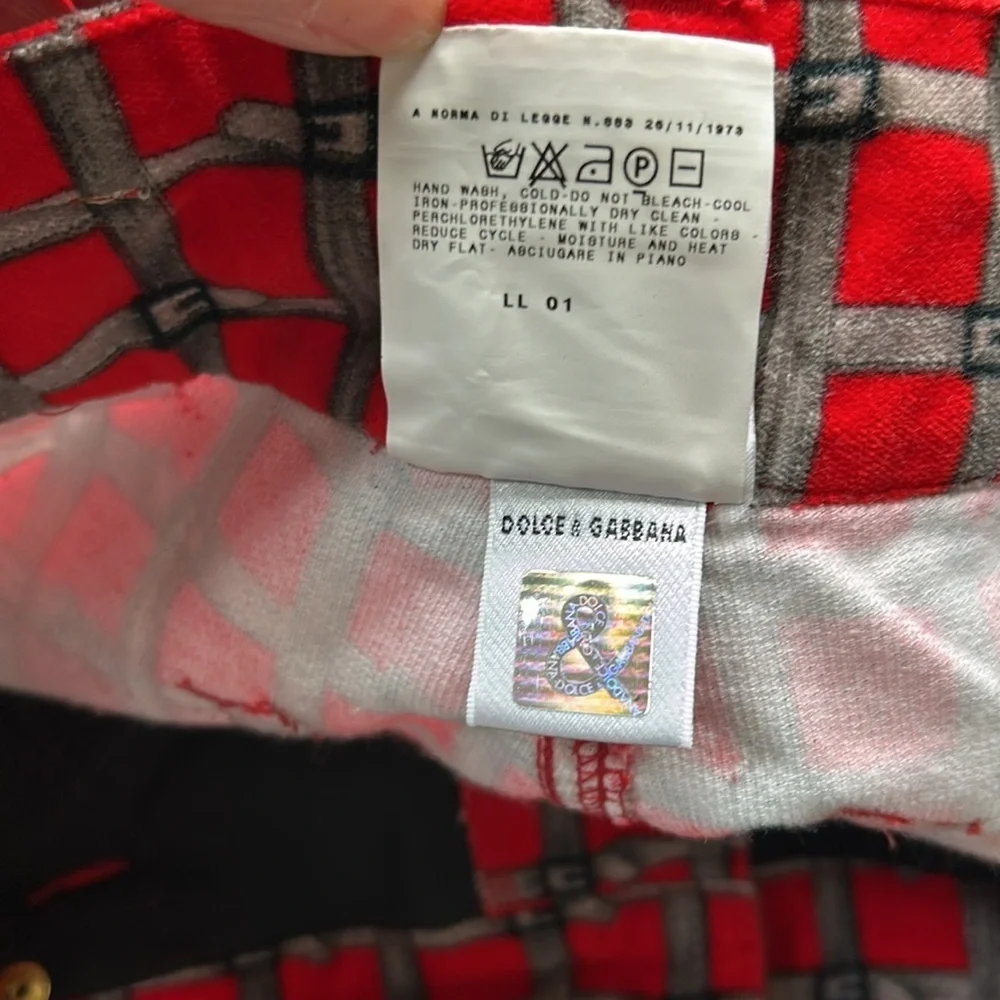 A NORMA DI LEGGE N.883 26/11/1973
P
HAND WASH, COLD-DO NOT BLEACH-COOL
IRON-PROFESSIONALLY DRY CLEAN -
PERCHLORETHYLENE WITH LIKE COLORS -
REDUCE CYCLE - MOISTURE AND HEAT
DRY FLAT- ASCIUGARE IN PIANO
LL 01
DOLCE & GABBANA
&
DOLCE